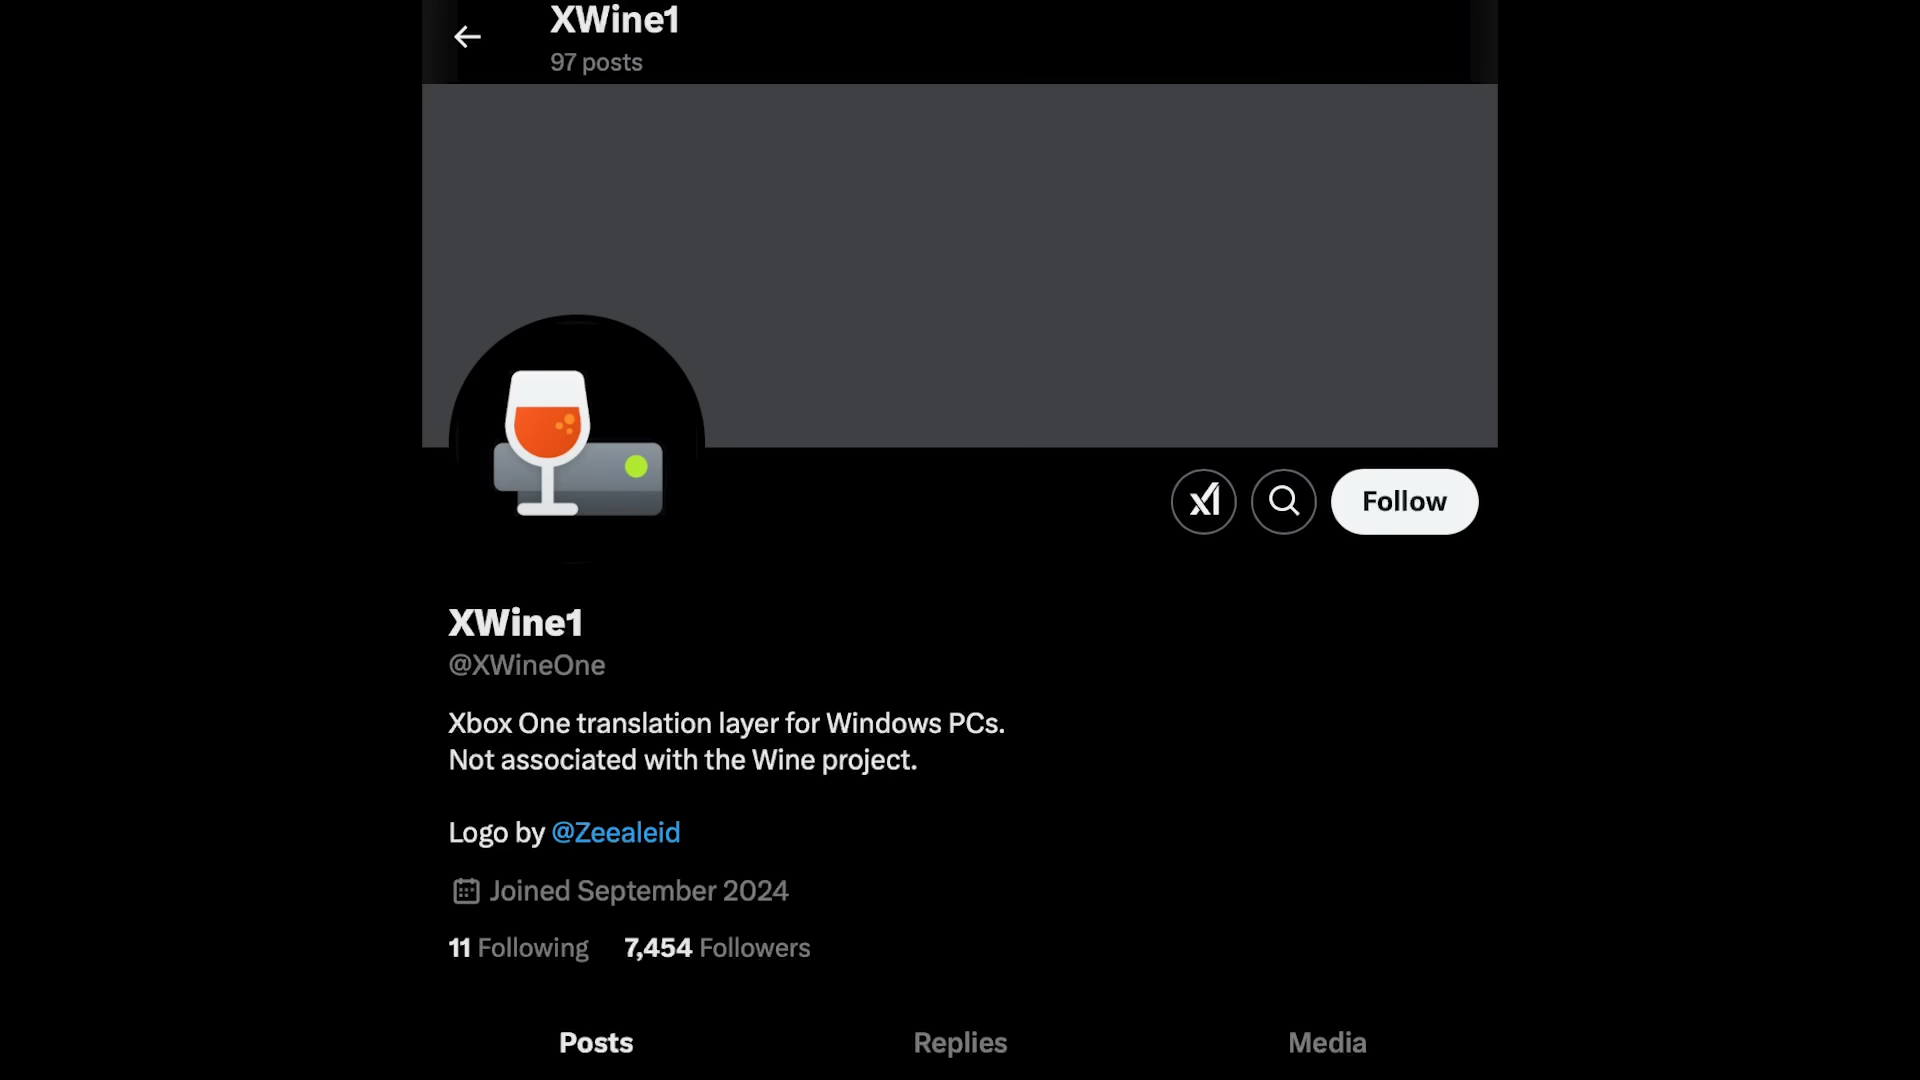 XWine1
97 posts
Follow
XWine1
@XWineOne
Xbox One translation layer for Windows PCs.
Not associated with the Wine project.
Logo by @Zeealeid
Joined September 2024
11 Following 7,454 Followers
Posts Replies Media